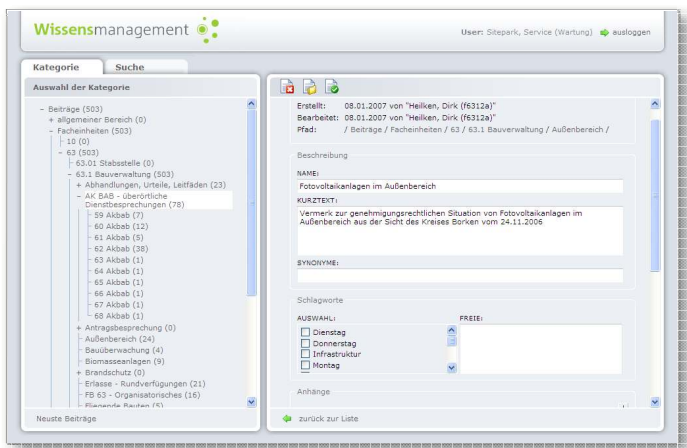 Wissensmanagement
User: Sitepark, Service (Wartung) ausloggen
Kategorie Suche
Auswahl der Kategorie
- Beiträge (503)
+ allgemeiner Bereich (0)
- Facheinheiten (503)
10 (0)
- 63 (503)
63.01 Stabsstelle (0)
- 63.1 Bauverwaltung (503)
+ Abhandlungen, Urteile, Leitfäden (23)
- AK BAB - überörtliche
Dienstbesprechungen (78)
59 Akbab (7)
60 Akbab (12)
61 Akbab (5)
62 Akbab (38)
63 Akbab (1)
64 Akbab (1)
65 Akbab (1)
66 Akbab (1)
67 Akbab (1)
68 Akbab (1)
+ Antragsbesprechung (0)
Außenbereich (24)
Bauüberwachung (4)
Biomasseanlagen (9)
+ Brandschutz (0)
Erlasse - Rundverfügungen (21)
FB 63 - Organisatorisches (16)
Fliegende Bauten (5)
Neuste Beiträge
Erstellt: 08.01.2007 von "Heilken, Dirk (f6312a)"
Bearbeitet: 08.01.2007 von "Heilken, Dirk (f6312a)"
Pfad: / Beiträge / Facheinheiten / 63 / 63.1 Bauverwaltung / Außenbereich /
Beschreibung
NAME:
Fotovoltaikanlagen im Außenbereich
KURZTEXT:
Vermerk zur genehmigungsrechtlichen Situation von Fotovoltaikanlagen im
Außenbereich aus der Sicht des Kreises Borken vom 24.11.2006
SYNONYME:
Schlagworte
AUSWAHL: FREIE:
Dienstag
Donnerstag
Infrastruktur
Montag
Anhänge
zurück zur Liste